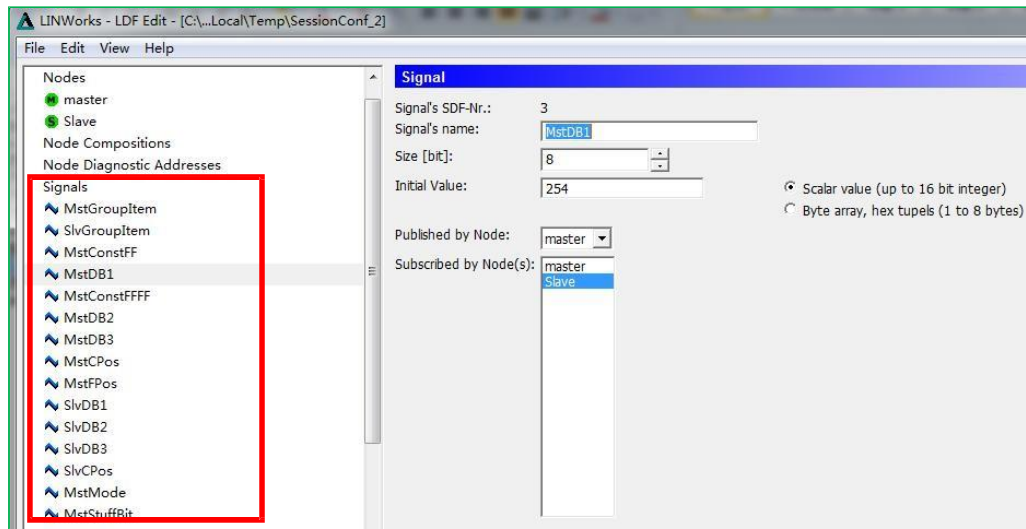 LINWorks - LDF Edit - [C:\...Local\Temp\SessionConf_2]
File Edit View Help
Nodes
M master
S Slave
Node Compositions
Node Diagnostic Addresses
Signals
MstGroupItem
SlvGroupItem
MstConstFF
MstDB1
MstConstFFFF
MstDB2
MstDB3
MstCPos
MstFPos
SlvDB1
SlvDB2
SlvDB3
SlvCPos
MstMode
MstStuffBit
Signal
Signal's SDF-Nr.: 3
Signal's name: MstDB1
Size [bit]: 8
Initial Value: 254
Scalar value (up to 16 bit integer)
Byte array, hex tupels (1 to 8 bytes)
Published by Node: master
Subscribed by Node(s): master
Slave